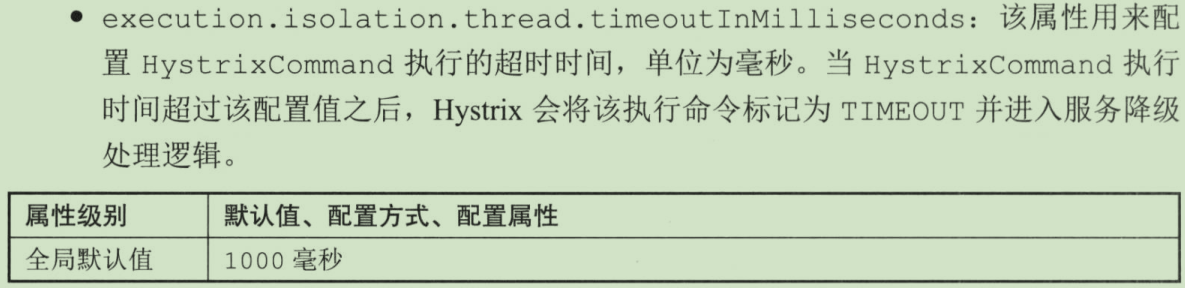 • execution.isolation.thread.timeoutInMilliseconds：该属性用来配
置 HystrixCommand 执行的超时时间，单位为毫秒。当 HystrixCommand 执行
时间超过该配置值之后，Hystrix 会将该执行命令标记为 TIMEOUT 并进入服务降级
处理逻辑。
属性级别 默认值、配置方式、配置属性
全局默认值 1000 毫秒